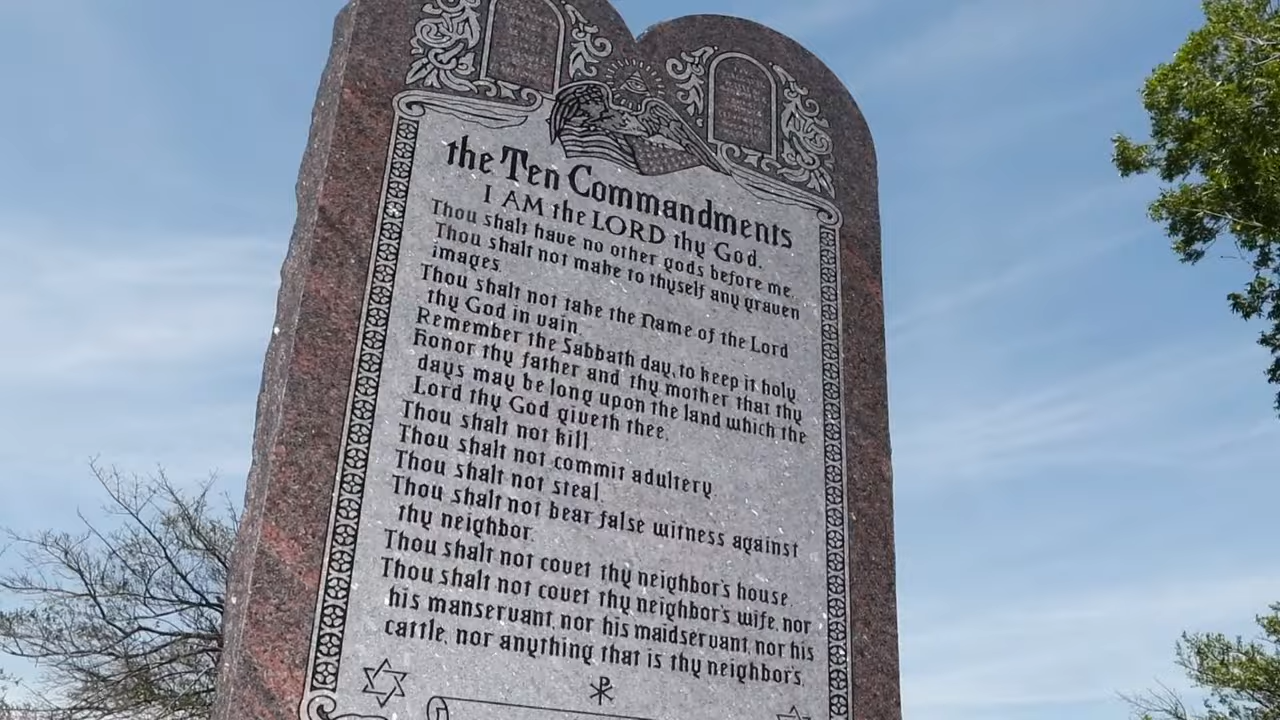 the Ten Commandments
I AM the LORD thy God.
Thou shalt have no other gods before me.
Thou shalt not make to thyself any graven
images.
Thou shalt not take the Name of the Lord
thy God in vain.
Remember the Sabbath day, to keep it holy.
Honor thy father and thy mother that thy
days may be long upon the land which the
Lord thy God giveth thee.
Thou shalt not kill.
Thou shalt not commit adultery.
Thou shalt not steal.
Thou shalt not bear false witness against
thy neighbor.
Thou shalt not covet thy neighbor's house.
Thou shalt not covet thy neighbor's wife, nor
his manservant, nor his maidservant, nor his
cattle, nor anything that is thy neighbor's.